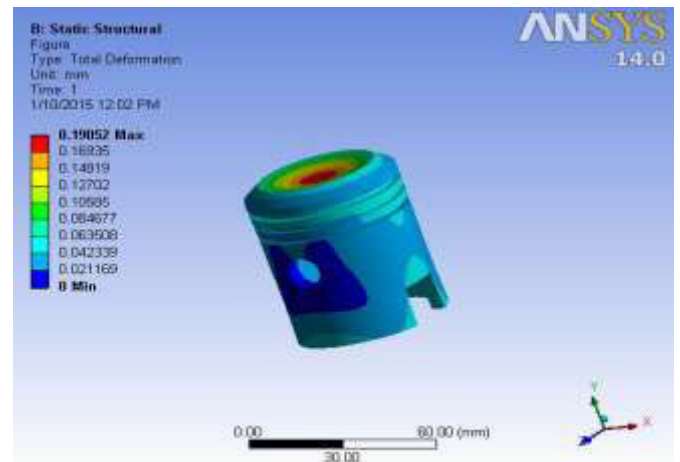 B: Static Structural
Figure
Type: Total Deformation
Unit: mm
Time: 1
1/10/2015 12:02 PM
0.19052 Max
0.16935
0.14819
0.12702
0.10585
0.084677
0.063508
0.042339
0.021169
0 Min
ANSYS
14.0
0.00
60.00 (mm)
30.00
Y
X